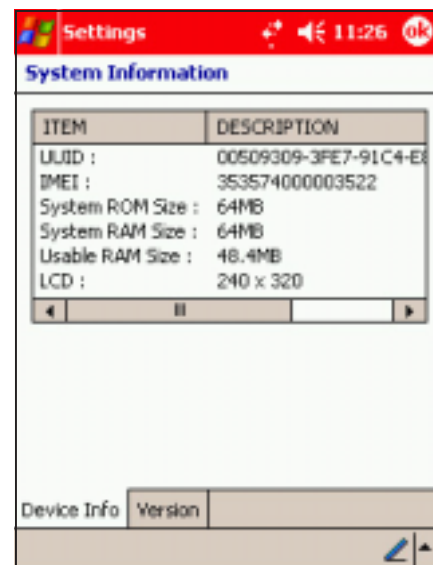 Settings 11:26 ok
System Information
ITEM DESCRIPTION
UUID : 00509309-3FE7-91C4-E8
IMEI : 353574000003522
System ROM Size : 64MB
System RAM Size : 64MB
Usable RAM Size : 48.4MB
LCD : 240 x 320
Device Info Version